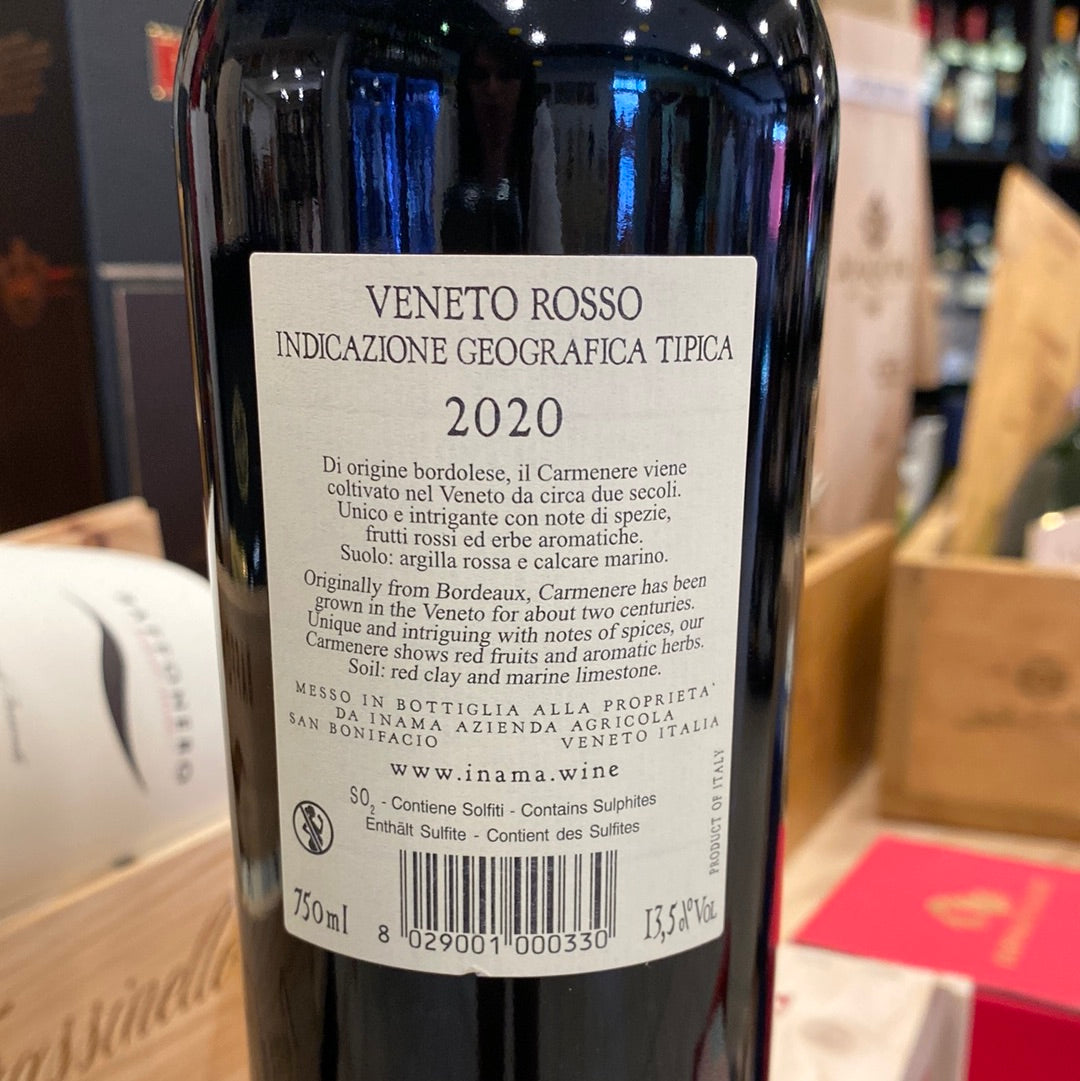 VENETO ROSSO
INDICAZIONE GEOGRAFICA TIPICA
2020
Di origine bordolese, il Carmenere viene
coltivato nel Veneto da circa due secoli.
Unico e intrigante con note di spezie,
frutti rossi ed erbe aromatiche.
Suolo: argilla rossa e calcare marino.
Originally from Bordeaux, Carmenere has been
grown in the Veneto for about two centuries.
Unique and intriguing with notes of spices, our
Carmenere shows red fruits and aromatic herbs.
Soil: red clay and marine limestone.
MESSO IN BOTTIGLIA ALLA PROPRIETA`
DA INAMA AZIENDA AGRICOLA
SAN BONIFACIO VENETO ITALIA
www.inama.wine
SO₂ - Contiene Solfiti - Contains Sulphites
Enthält Sulfite - Contient des Sulfites
PRODUCT OF ITALY
750ml
8 029001 000330
13,5d°VOL
DAFFONERO